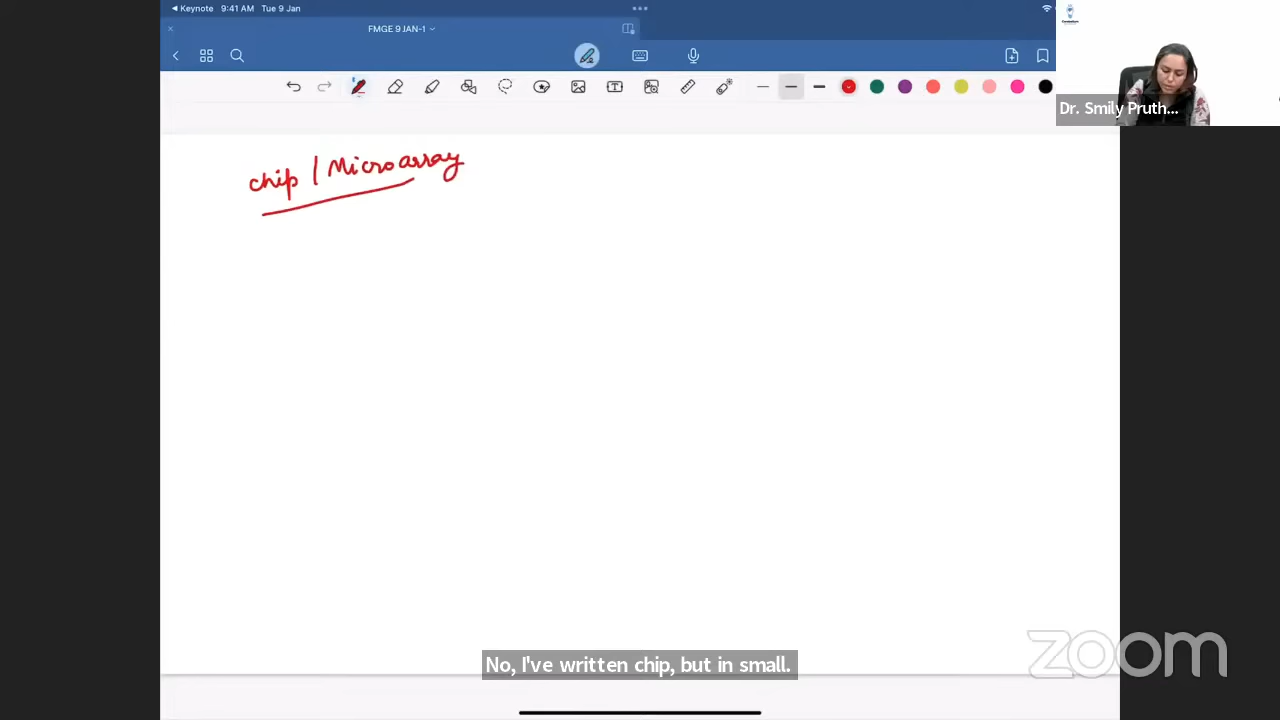 Keynote 9:41 AM Tue 9 Jan
FMGE 9 JAN-1
chip / Microarray
Dr. Smily Pruth...
No, I've written chip, but in small.
zoom